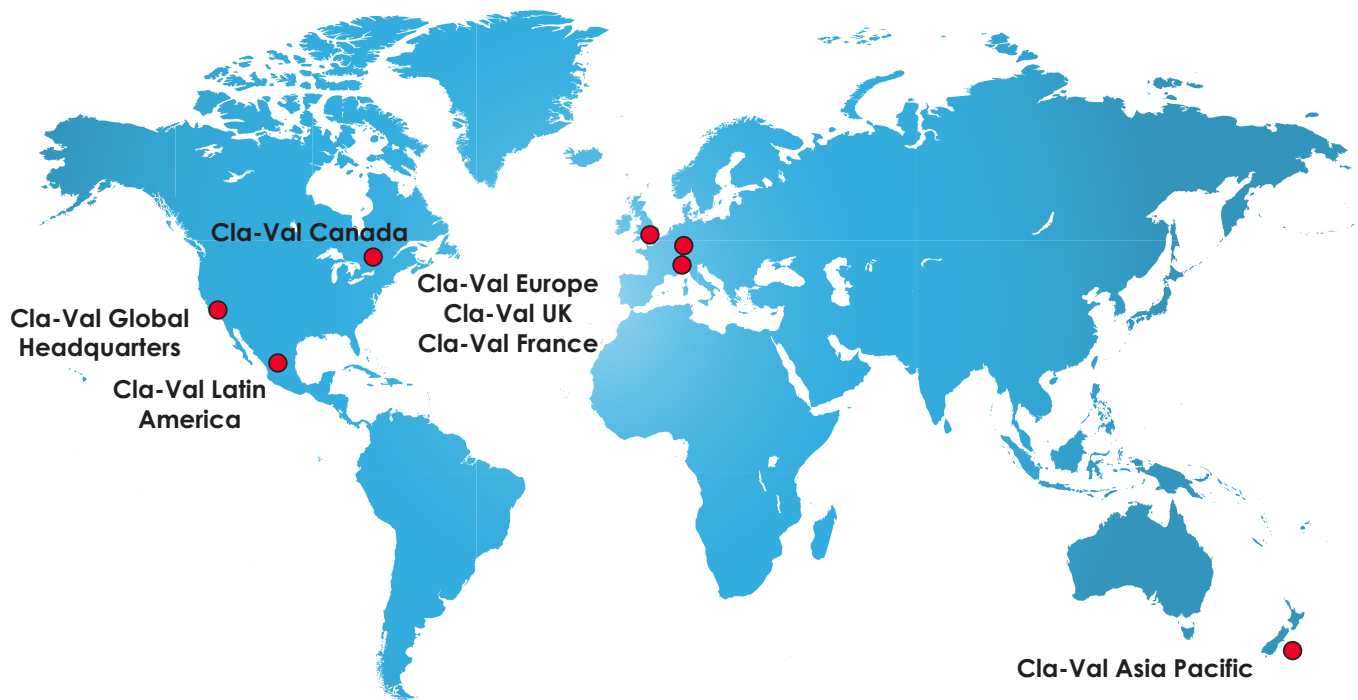 Cla-Val Canada
Cla-Val Europe
Cla-Val UK
Cla-Val France
Cla-Val Global
Headquarters
Cla-Val Latin
America
Cla-Val Asia Pacific